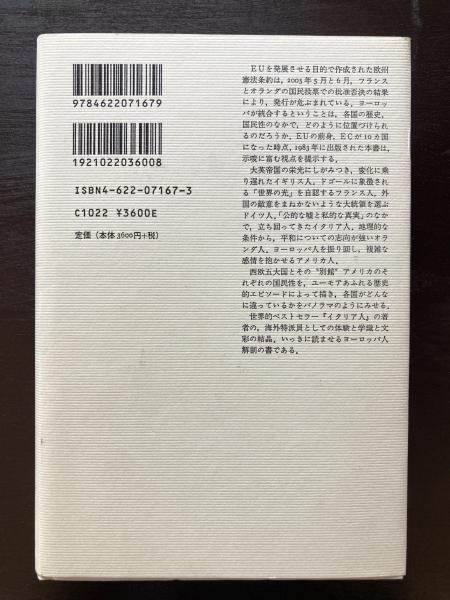 9784622071679
1921022036008
ISBN4-622-07167-3
C1022 ¥3600E
定価（本体3600円+税）
EUを発展させる目的で作成された欧州
憲法条約は，2005年5月と6月，フランス
とオランダの国民投票での批准否決の結果
により，発行が危ぶまれている．ヨーロッ
パが統合するということは，各国の歴史，
国民性のなかで，どのように位置づけられ
るのだろうか．EUの前身，ECが10カ国
になった時点，1983年に出版された本書は，
示唆に富む視点を提示する．
大英帝国の栄光にしがみつき，変化に乗
り遅れたイギリス人，ドゴールに象徴され
る「世界の光」を自認するフランス人，外
国の敵意をまねかないような大統領を選ぶ
ドイツ人，「公的な嘘と私的な真実」のなか
で，立ち回ってきたイタリア人，地理的な
条件から，平和についての志向が強いオラ
ンダ人，ヨーロッパ人を振り回し，複雑な
感情を抱かせるアメリカ人．
西欧五大国とその〝別館〟アメリカのそ
れぞれの国民性を，ユーモアあふれる歴史
的エピソードによって描き，各国がどんな
に違っているかをパノラマのようにみせる．
世界的ベストセラー『イタリア人』の著
者の，海外特派員としての体験と学識と文
彩の結晶．いっきに読ませるヨーロッパ人
解剖の書である．